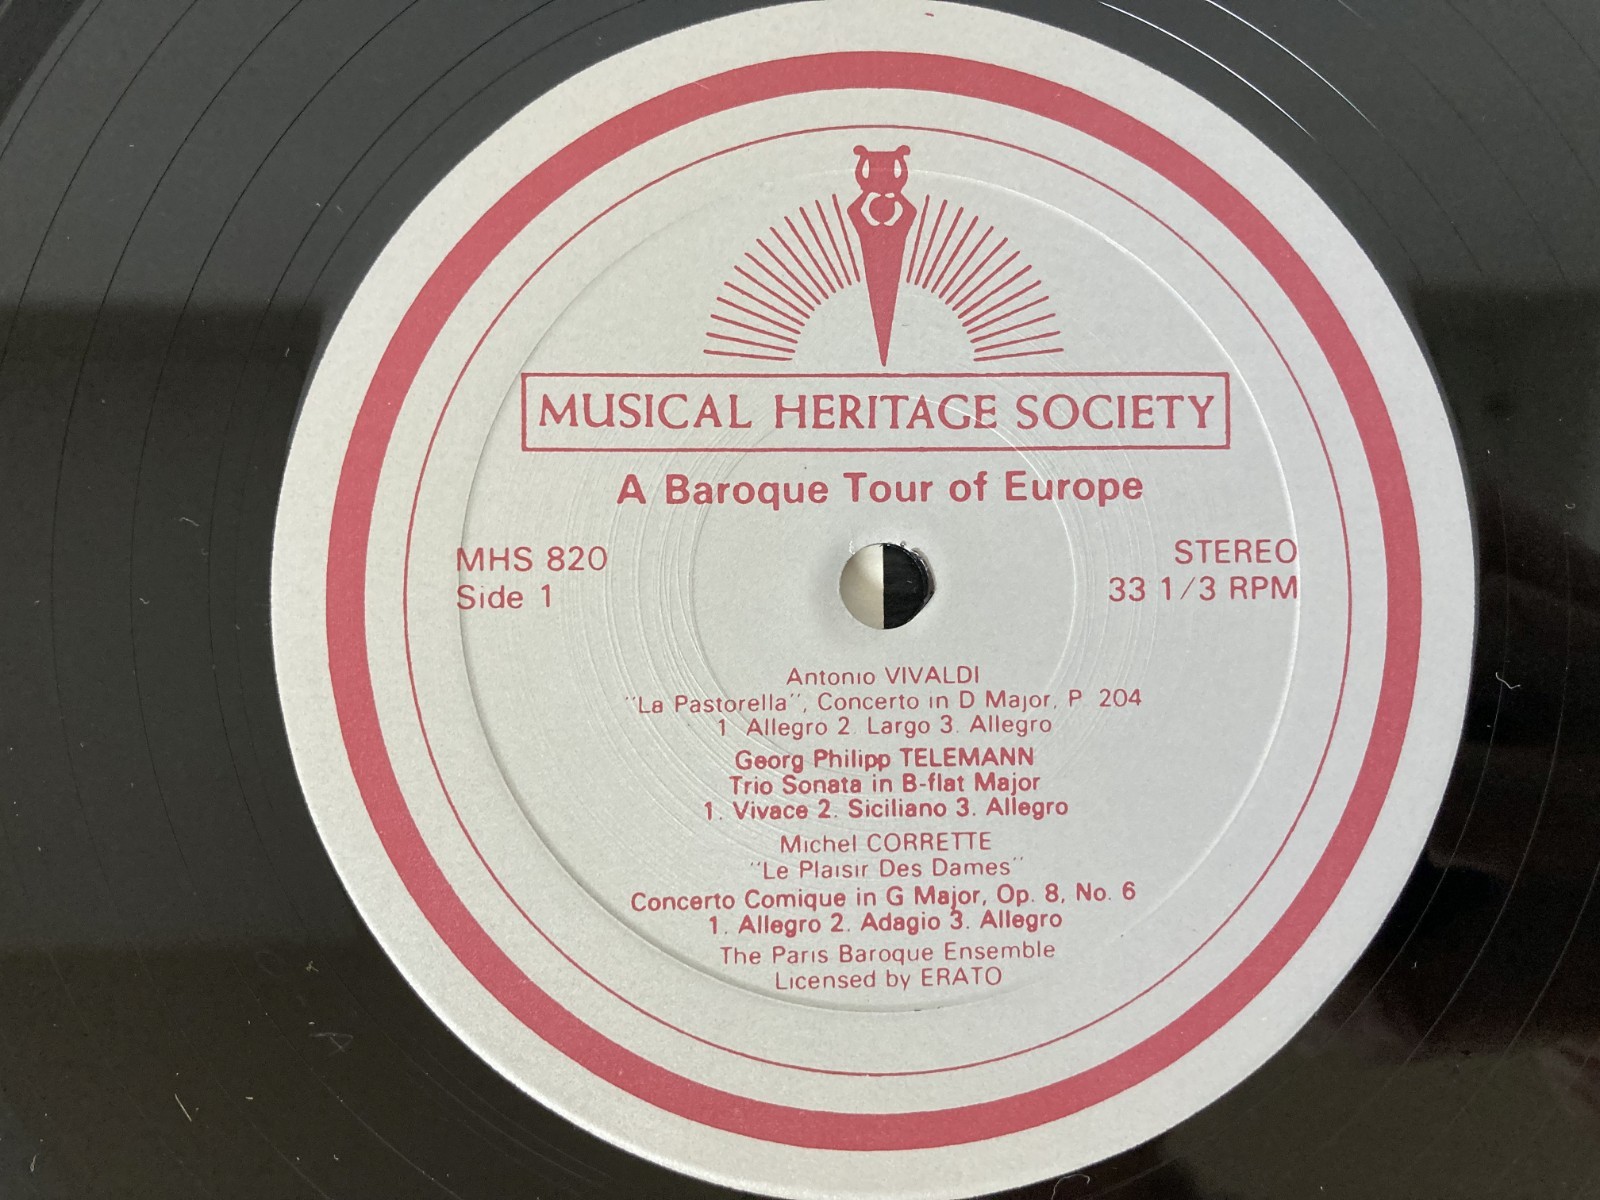 MUSICAL HERITAGE SOCIETY
A Baroque Tour of Europe
MHS 820
Side 1
STEREO
33 1/3 RPM
Antonio VIVALDI
"La Pastorella", Concerto in D Major, P. 204
1. Allegro 2. Largo 3. Allegro
Georg Philipp TELEMANN
Trio Sonata in B-flat Major
1. Vivace 2. Siciliano 3. Allegro
Michel CORRETTE
"Le Plaisir Des Dames"
Concerto Comique in G Major, Op. 8, No. 6
1. Allegro 2. Adagio 3. Allegro
The Paris Baroque Ensemble
Licensed by ERATO